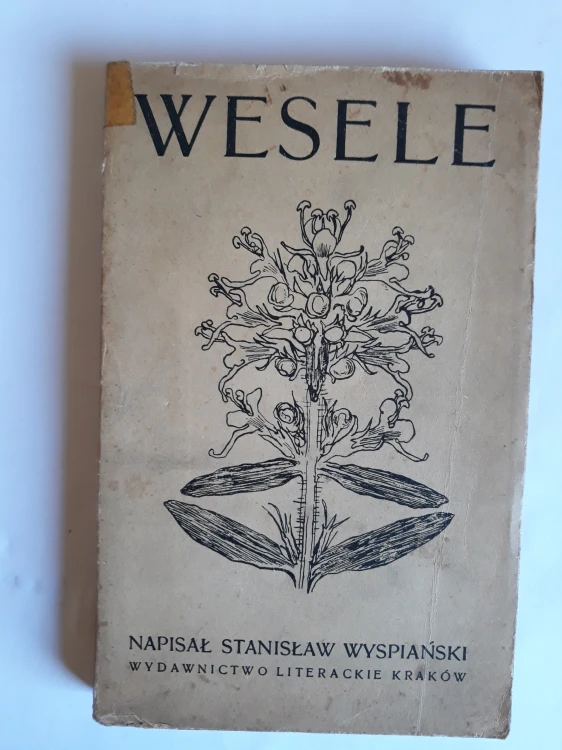 WESELE
NAPISAŁ STANISŁAW WYSPIAŃSKI
WYDAWNICTWO LITERACKIE KRAKÓW